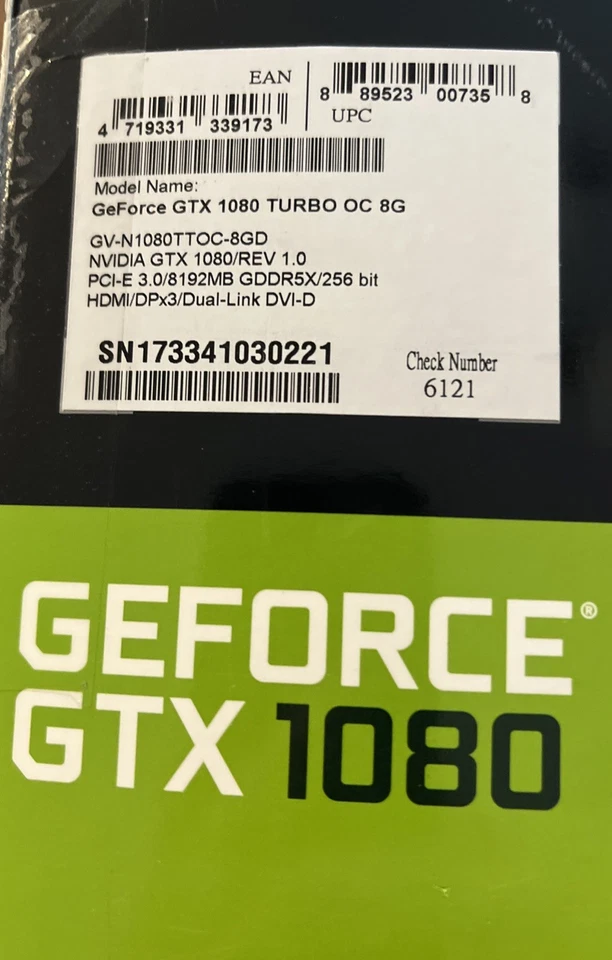 EAN
4 719331 339173
8 89523 00735 8
UPC
Model Name:
GeForce GTX 1080 TURBO OC 8G
GV-N1080TTOC-8GD
NVIDIA GTX 1080/REV 1.0
PCI-E 3.0/8192MB GDDR5X/256 bit
HDMI/DPx3/Dual-Link DVI-D
SN173341030221
Check Number
6121
GEFORCE®
GTX 1080